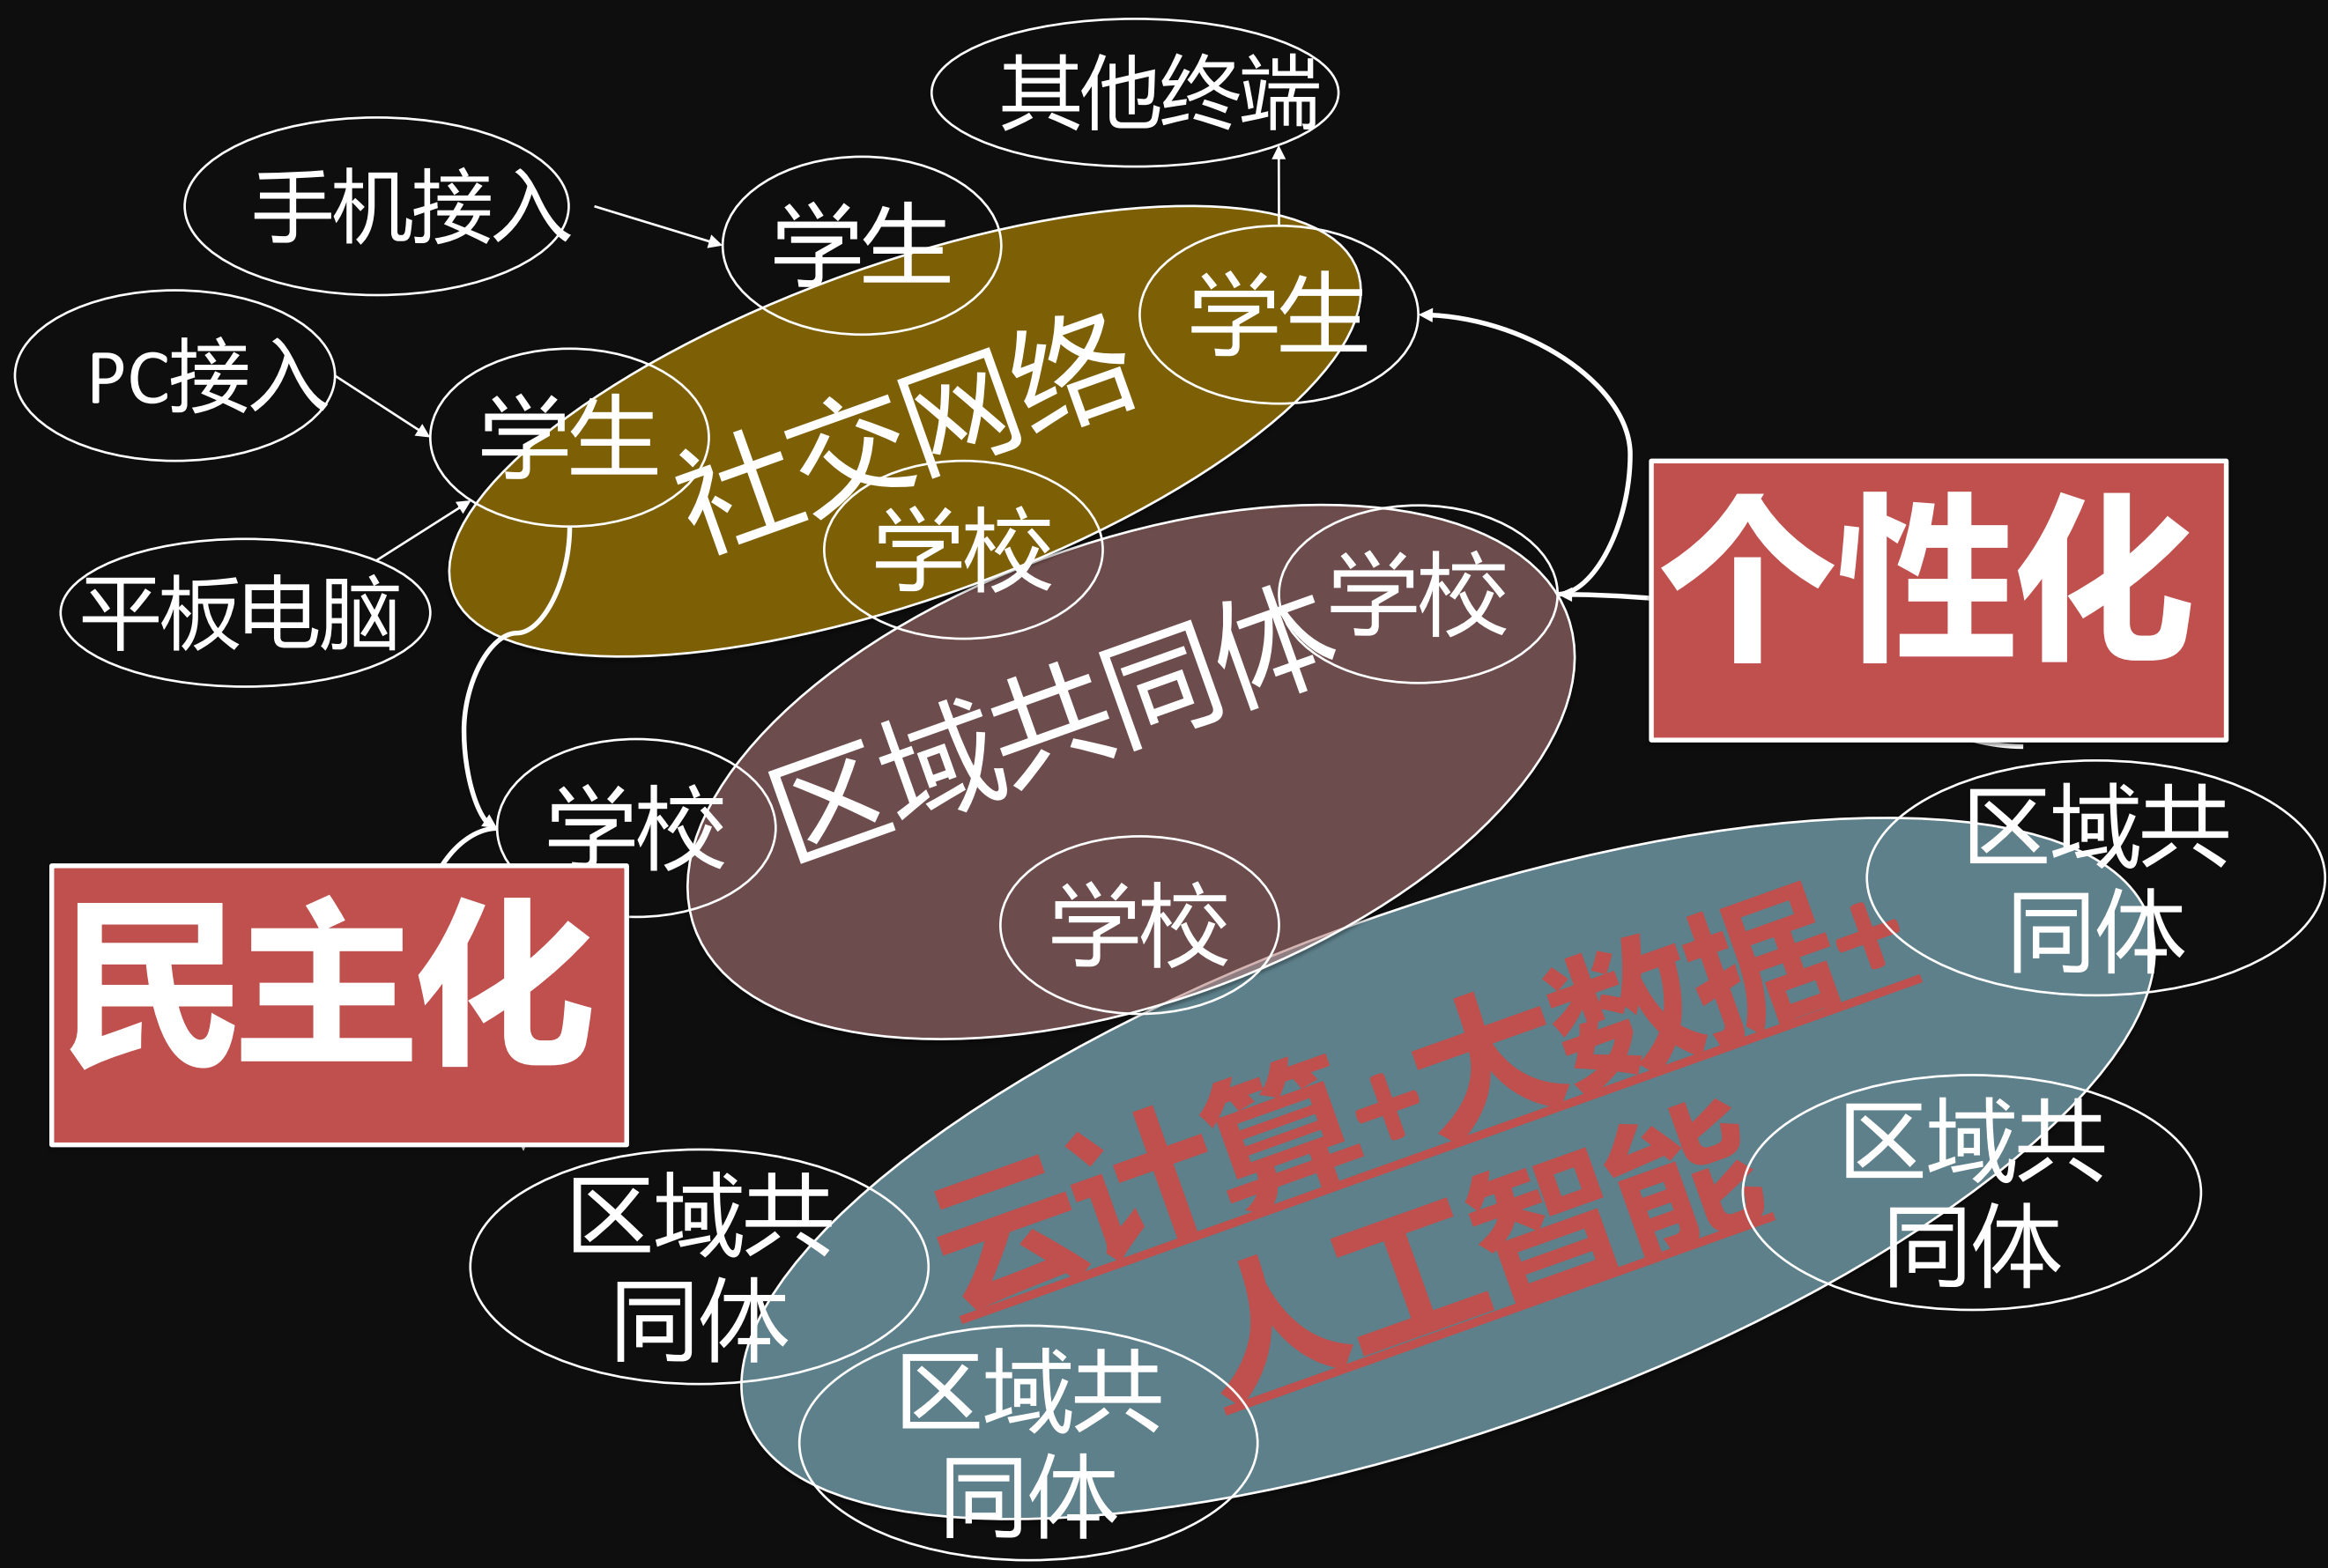 其他终端
手机接入
学生
学生
PC接入
学生
社交网络
学校
学校
平板电脑
个性化
区域共同体
学校
学校
民主化
区域共
同体
云计算+大数据+
人工智能
区域共
同体
区域共
同体
区域共
同体